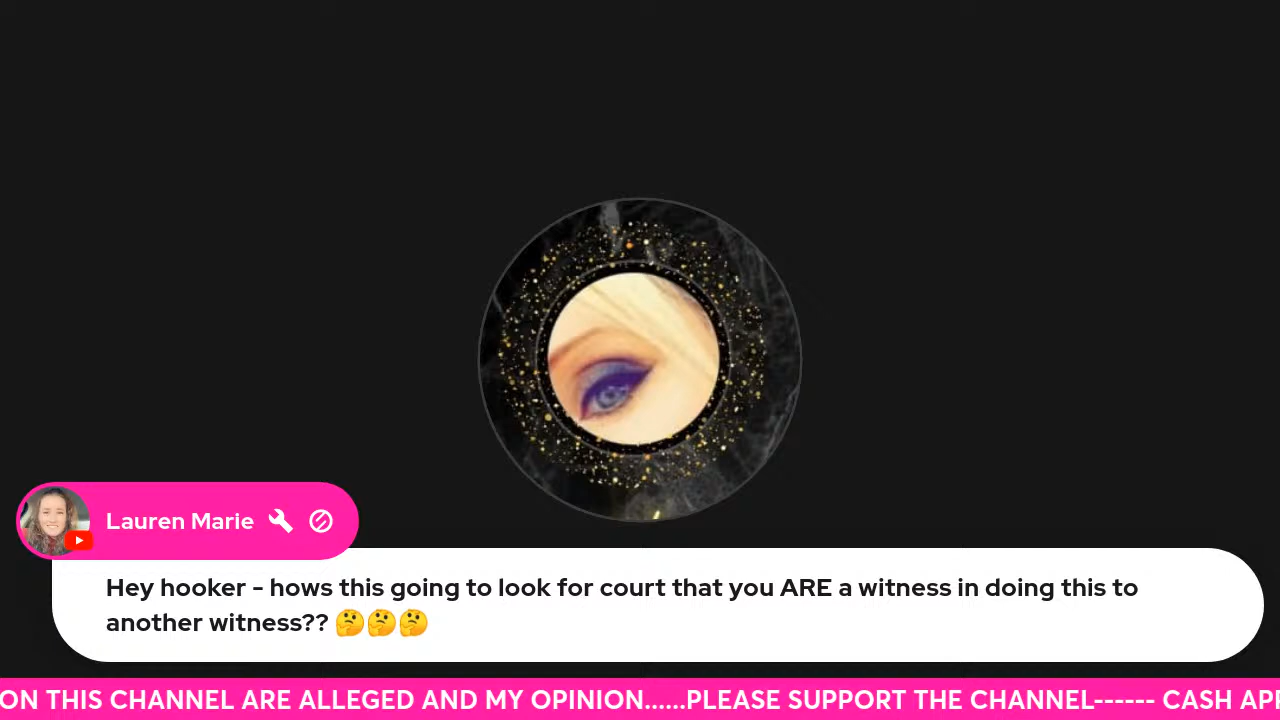 Lauren Marie
Hey hooker - hows this going to look for court that you ARE a witness in doing this to
another witness?? 🤔🤔🤔
ON THIS CHANNEL ARE ALLEGED AND MY OPINION......PLEASE SUPPORT THE CHANNEL------ CASH APP